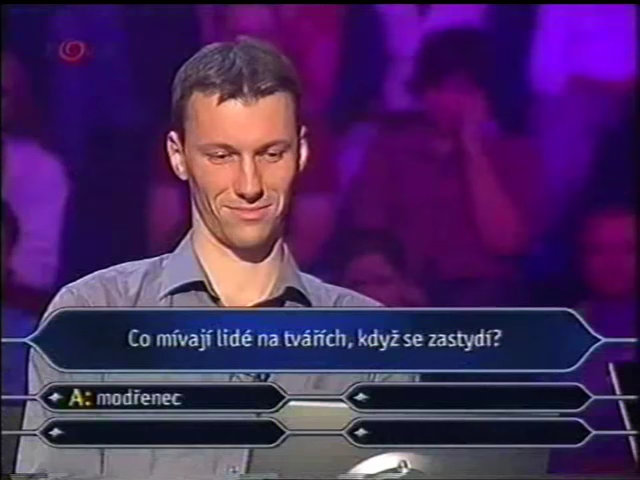 Co mívají lidé na tvářích, když se zastydí?
A: modřenec